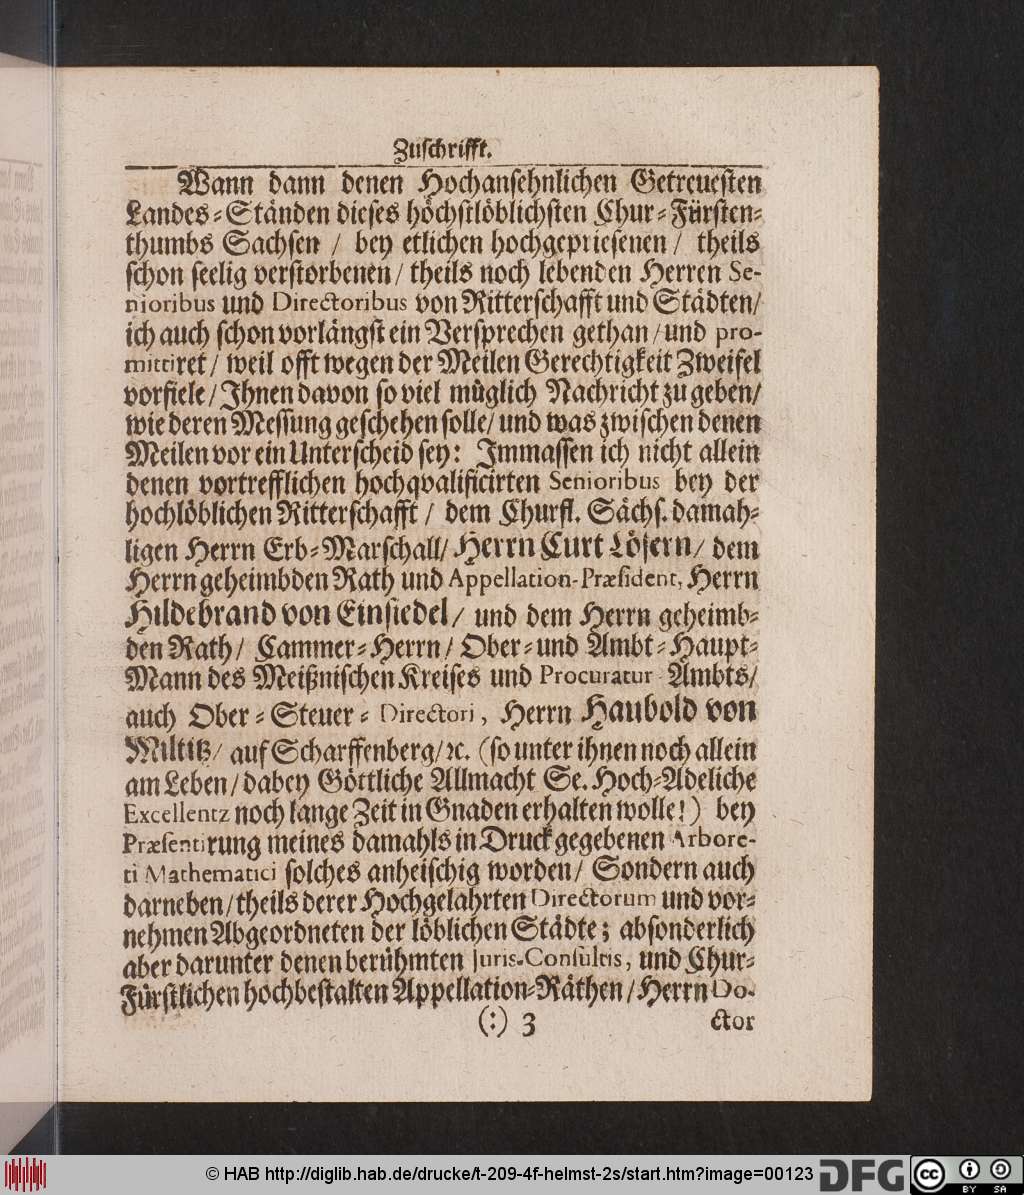 Zuschrifft.
Wann dann denen Hochansehnlichen Getreuesten
Landes-Ständen dieses höchstlöblichsten Chur-Fürsten-
thumbs Sachsen / bey etlichen hochgepriesenen / theils
schon seelig verstorbenen / theils noch lebenden Herren Se-
nioribus und Directoribus von Ritterschafft und Städten /
ich auch schon vorlängst ein Versprechen gethan / und pro-
mittiret / weil offt wegen der Meilen Gerechtigkeit Zweifel
vorfiele / Ihnen davon so viel müglich Nachricht zu geben /
wie deren Messung geschehen solle / und was zwischen denen
Meilen vor ein Unterscheid sey: Immassen ich nicht allein
denen vortrefflichen hochqvalificirten Senioribus bey der
hochlöblichen Ritterschafft / dem Churfl. Sächs. damah-
ligen Herrn Erb-Marschall / Herrn Curt Lösern / dem
Herrn geheimbden Rath und Appellation-Præsident, Herrn
Hildebrand von Einsiedel / und dem Herrn geheimb-
den Rath / Cammer-Herrn / Ober- und Ambt-Haupt-
Mann des Meißnischen Kreises und Procuratur Ambts /
auch Ober-Steuer-Directori, Herrn Haubold von
Miltitz / auf Scharffenberg / ꝛc. (so unter ihnen noch allein
am Leben / dabey Göttliche Allmacht Se. Hoch-Adeliche
Excellentz noch lange Zeit in Gnaden erhalten wolle!) bey
Præsentirung meines damahls in Druck gegebenen Arbore-
ti Mathematici solches anheischig worden / Sondern auch
darneben / theils derer Hochgelahrten Directorum und vor-
nehmen Abgeordneten der löblichen Städte; absonderlich
aber darunter denen berühmten Juris-Consultis, und Chur-
Fürstlichen hochbestalten Appellation-Räthen / Herrn Do-
(:) 3 ctor
© HAB http://diglib.hab.de/drucke/t-209-4f-helmst-2s/start.htm?image=00123 DFG cc BY SA